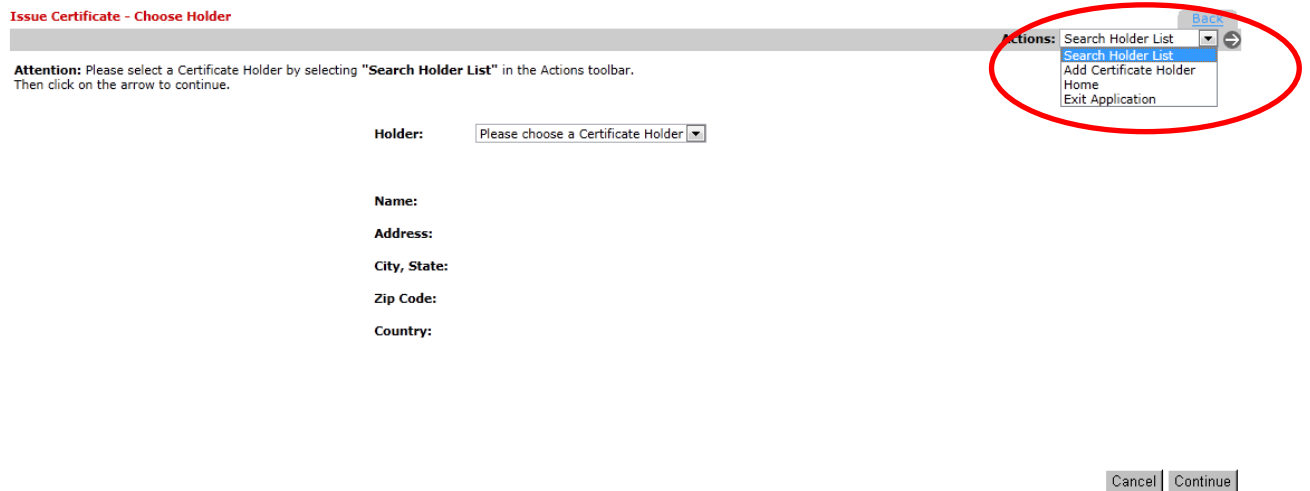 Issue Certificate - Choose Holder
Back
Actions: Search Holder List
Search Holder List
Add Certificate Holder
Home
Exit Application
Attention: Please select a Certificate Holder by selecting "Search Holder List" in the Actions toolbar.
Then click on the arrow to continue.
Holder: Please choose a Certificate Holder
Name:
Address:
City, State:
Zip Code:
Country:
Cancel Continue